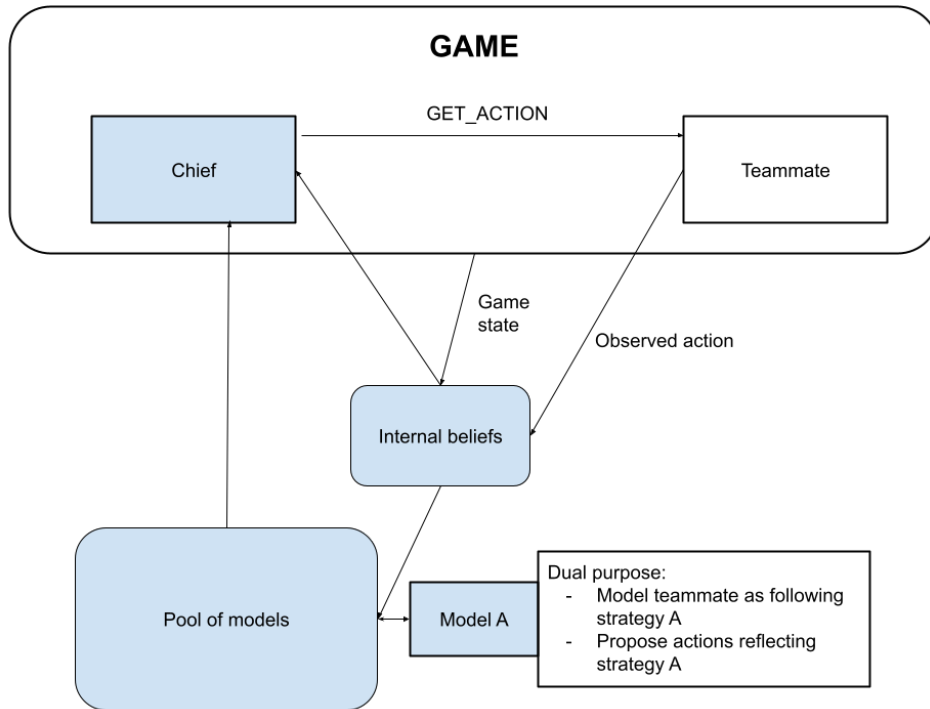 GAME
GET_ACTION
Chief
Teammate
Game
state
Observed action
Internal beliefs
Pool of models
Model A
Dual purpose:
- Model teammate as following
strategy A
- Propose actions reflecting
strategy A